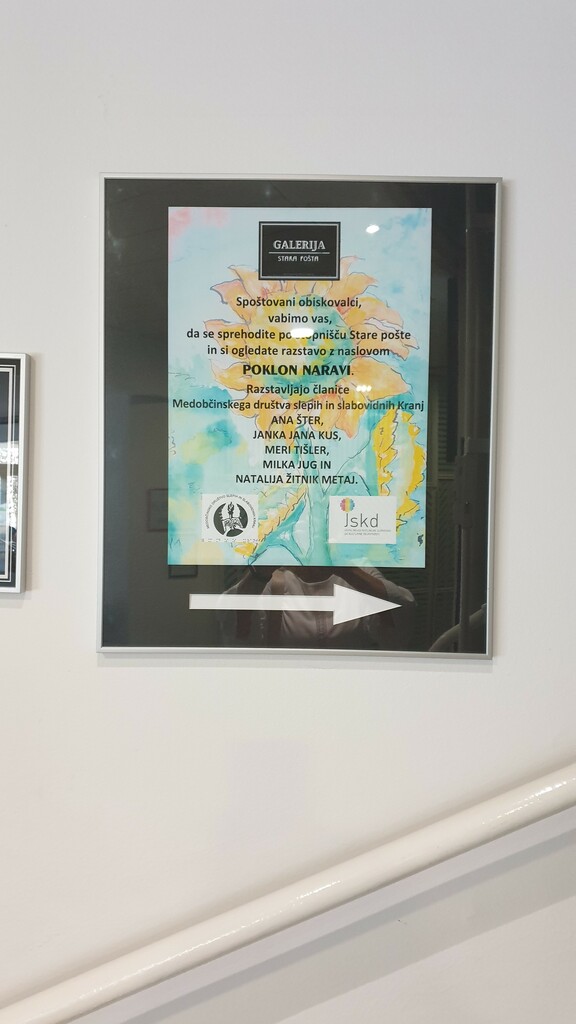 GALERIJA
STARA POŠTA
Spoštovani obiskovalci,
vabimo vas,
da se sprehodite po stopnišču Stare pošte
in si ogledate razstavo z naslovom
POKLON NARAVI.
Razstavljajo članice
Medobčinskega društva slepih in slabovidnih Kranj
ANA ŠTER,
JANKA JANA KUS,
MERI TIŠLER,
MILKA JUG IN
NATALIJA ŽITNIK METAJ.
Jskd